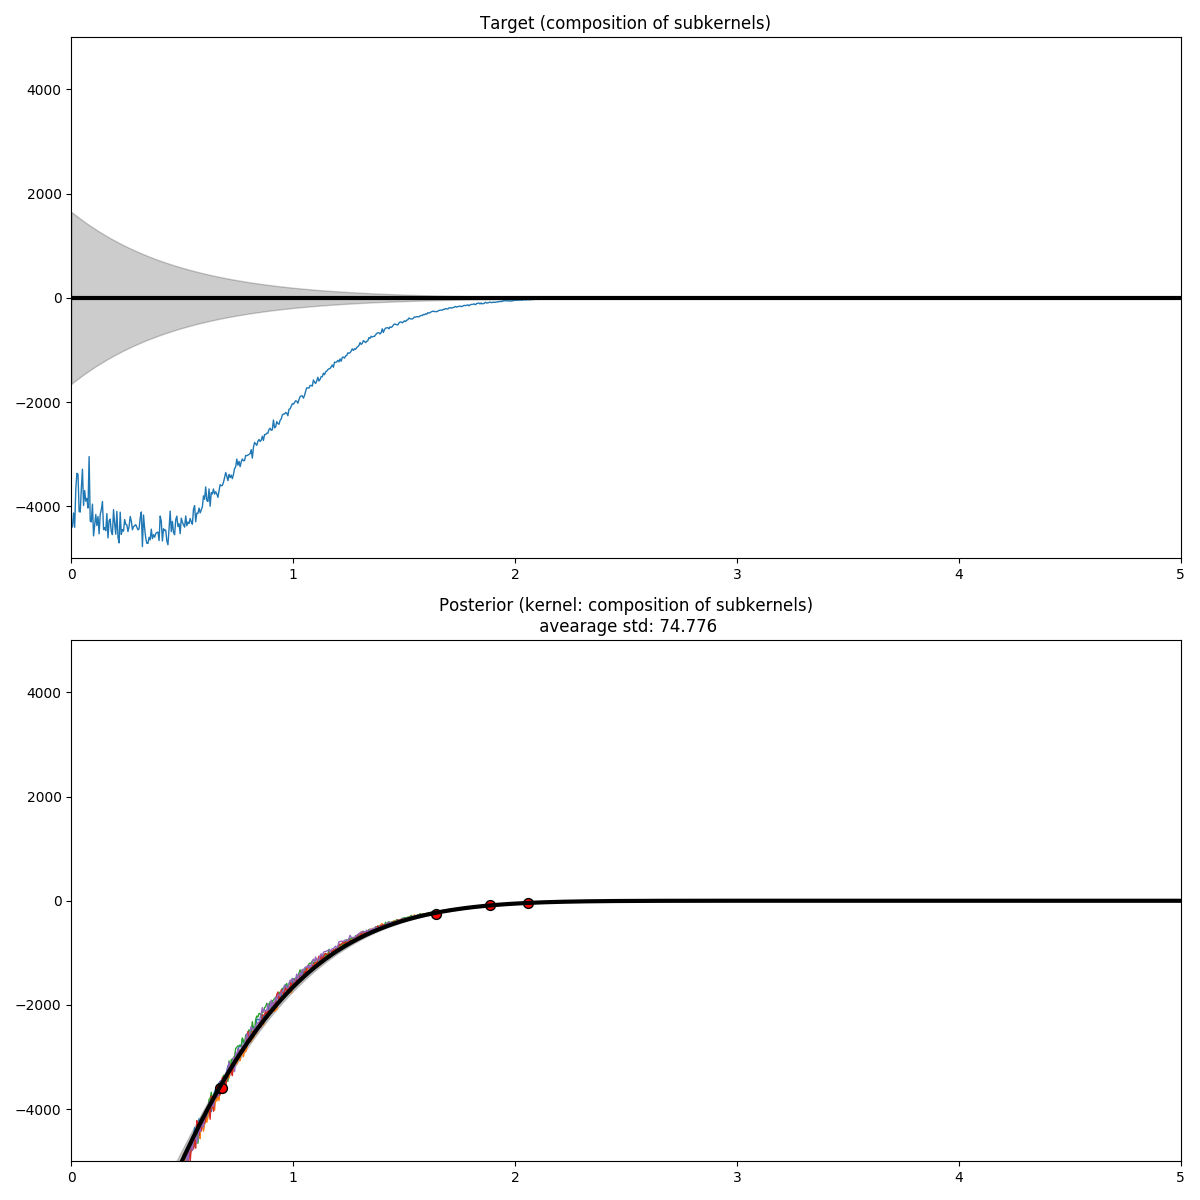 Target (composition of subkernels)
4000
2000
0
−2000
−4000
0 1 2 3 4 5
Posterior (kernel: composition of subkernels)
avearage std: 74.776
4000
2000
0
−2000
−4000
0 1 2 3 4 5